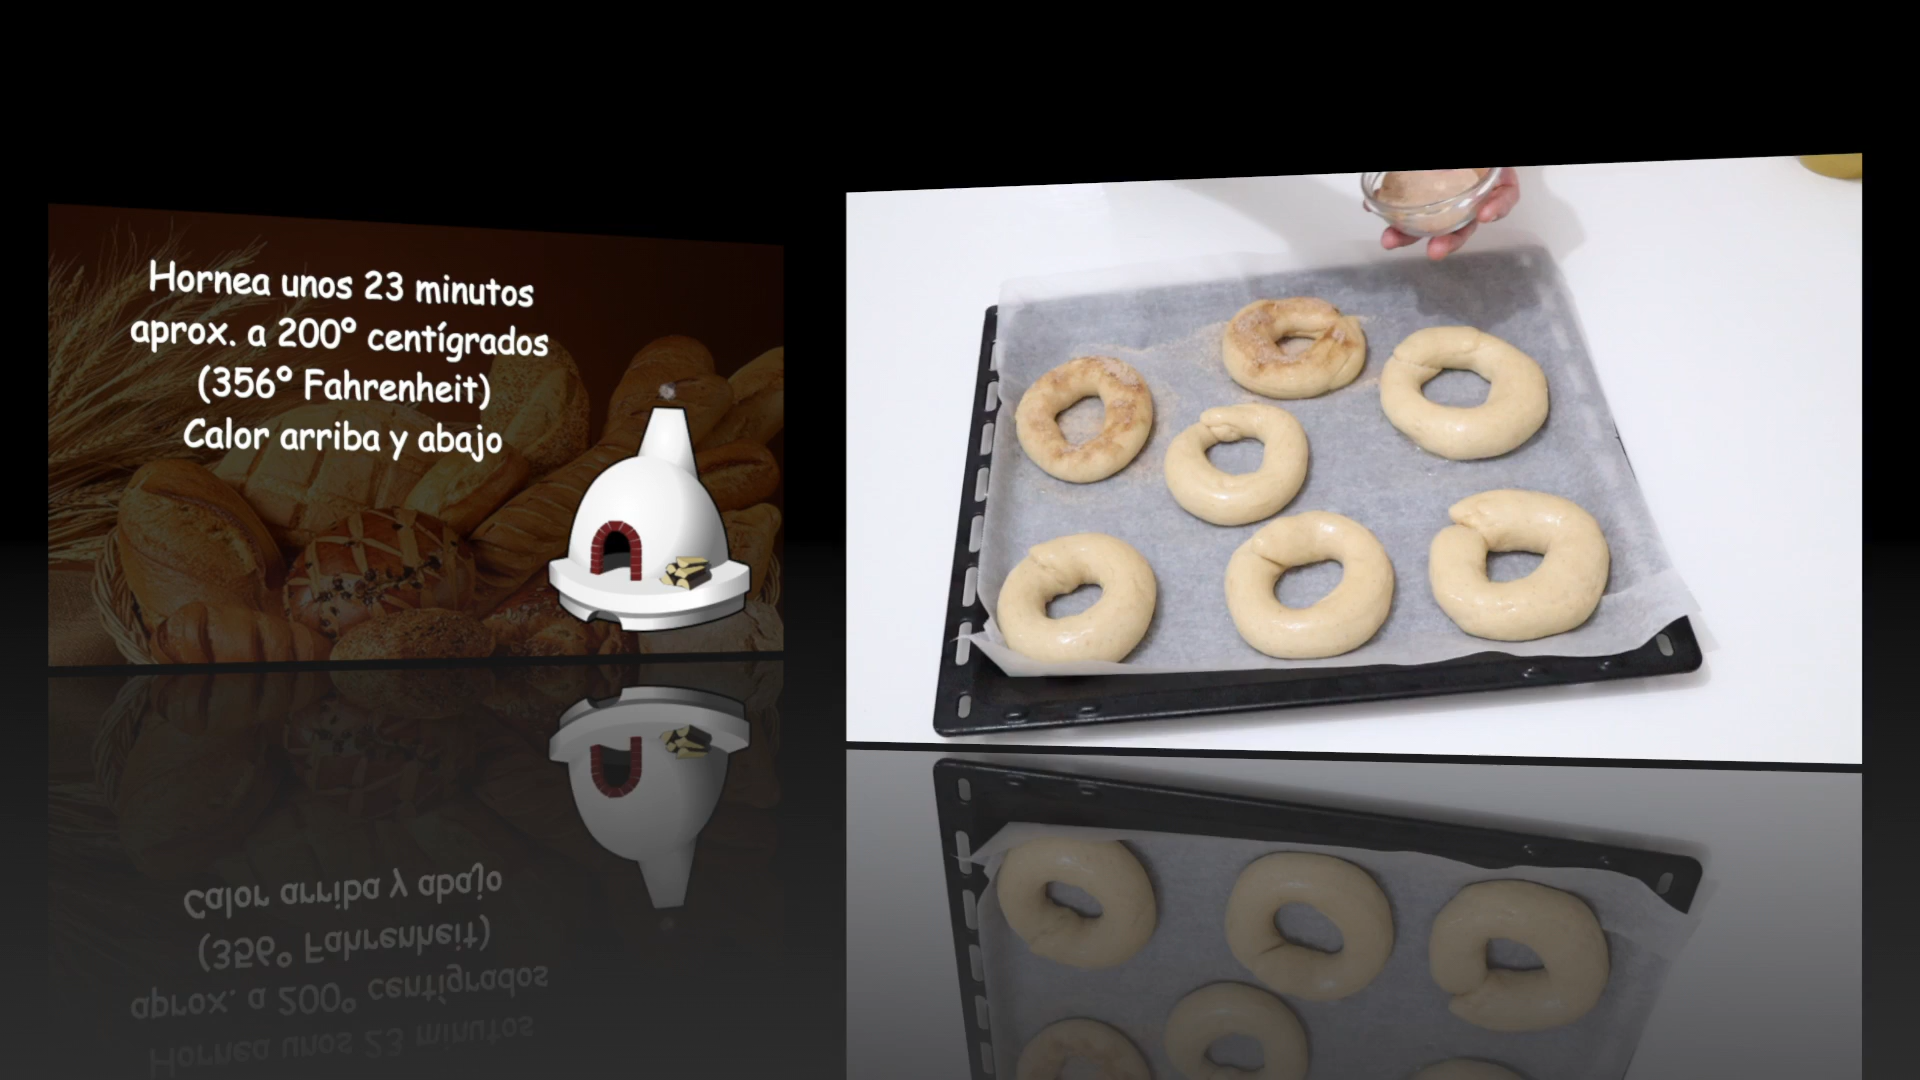 Hornea unos 23 minutos
aprox. a 200º centígrados
(356º Fahrenheit)
Calor arriba y abajo